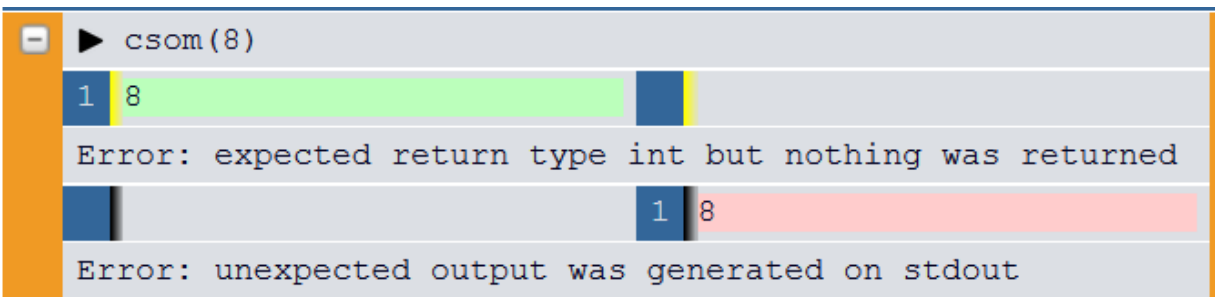 csom(8)
1 8
Error: expected return type int but nothing was returned
1 8
Error: unexpected output was generated on stdout